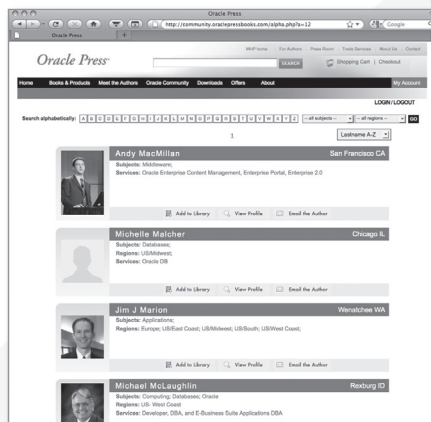 Oracle Press
http://community.oraclepressbooks.com/alpha.php?a=12
Google
Oracle Press
Oracle Press
MHP home For Authors Press Room Trade Services About Us Contact
SEARCH
Shopping Cart | Checkout
Home Books & Products Meet the Authors Oracle Community Downloads Offers About My Account
LOGIN/LOGOUT
Search alphabetically: A B C D E F G H I J K L M N O P Q R S T U V W X Y Z -- all subjects -- -- all regions -- GO
1
Lastname A-Z
Andy MacMillan San Francisco CA
Subjects: Middleware;
Services: Oracle Enterprise Content Management, Enterprise Portal, Enterprise 2.0
Add to Library View Profile Email the Author
Michelle Malcher Chicago IL
Subjects: Databases;
Regions: US/Midwest;
Services: Oracle DB
Add to Library View Profile Email the Author
Jim J Marion Wenatchee WA
Subjects: Applications;
Regions: Europe; US/East Coast; US/Midwest; US/South; US/West Coast;
Add to Library View Profile Email the Author
Michael McLaughlin Rexburg ID
Subjects: Computing; Databases; Oracle
Regions: US- West Coast
Services: Developer, DBA, and E-Business Suite Applications DBA